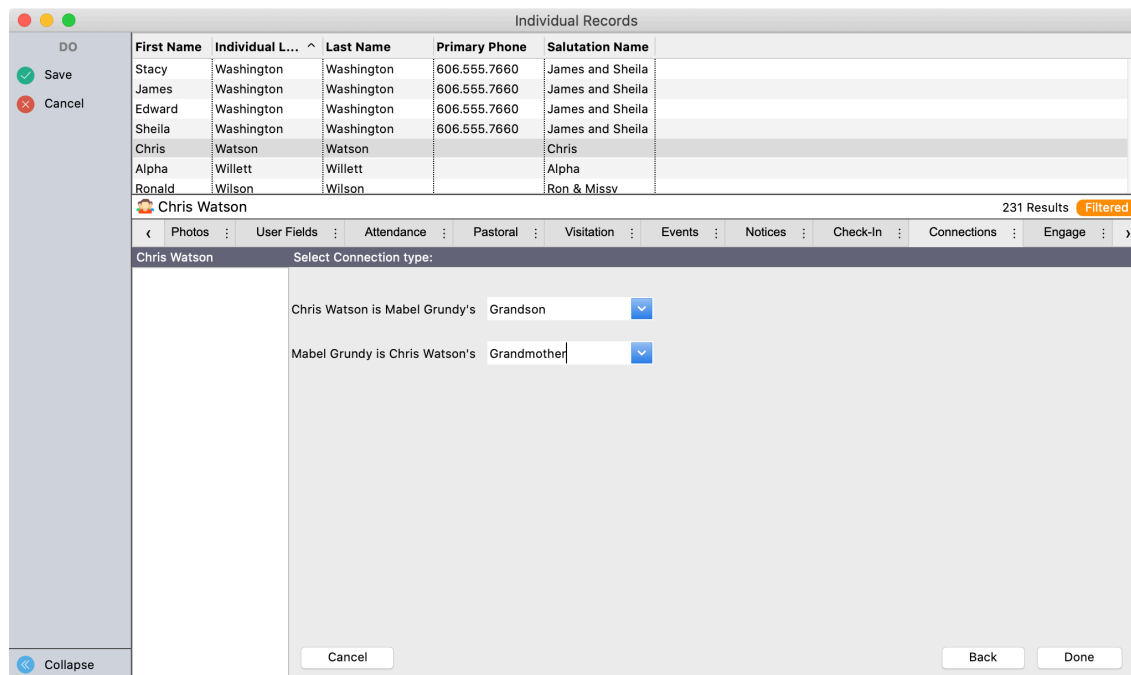 Individual Records
DO
Save
Cancel
First Name Individual L... ^ Last Name Primary Phone Salutation Name
Stacy Washington Washington 606.555.7660 James and Sheila
James Washington Washington 606.555.7660 James and Sheila
Edward Washington Washington 606.555.7660 James and Sheila
Sheila Washington Washington 606.555.7660 James and Sheila
Chris Watson Watson Chris
Alpha Willett Willett Alpha
Ronald Wilson Wilson Ron & Missy
Chris Watson 231 Results Filtered
‹ Photos ⋮ User Fields ⋮ Attendance ⋮ Pastoral ⋮ Visitation ⋮ Events ⋮ Notices ⋮ Check-In ⋮ Connections ⋮ Engage ⋮ ›
Chris Watson Select Connection type:
Chris Watson is Mabel Grundy's Grandson
Mabel Grundy is Chris Watson's Grandmother
Cancel Back Done
Collapse